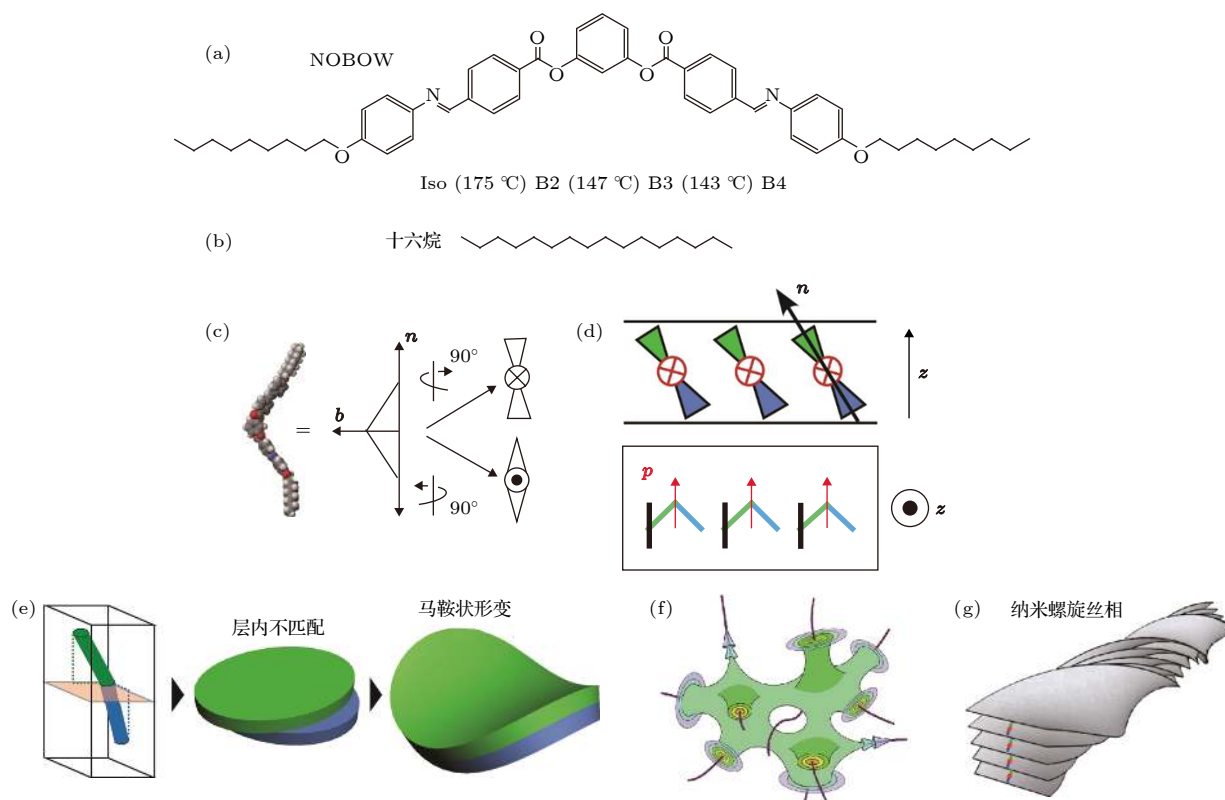 (a)
NOBOW
O
O
O
O
N
N
O
O
Iso (175 ℃) B2 (147 ℃) B3 (143 ℃) B4
(b)
十六烷
(c)
n
90°
b
=
90°
(d)
n
z
p
z
(e)
层内不匹配
马鞍状形变
(f)
(g)
纳米螺旋丝相